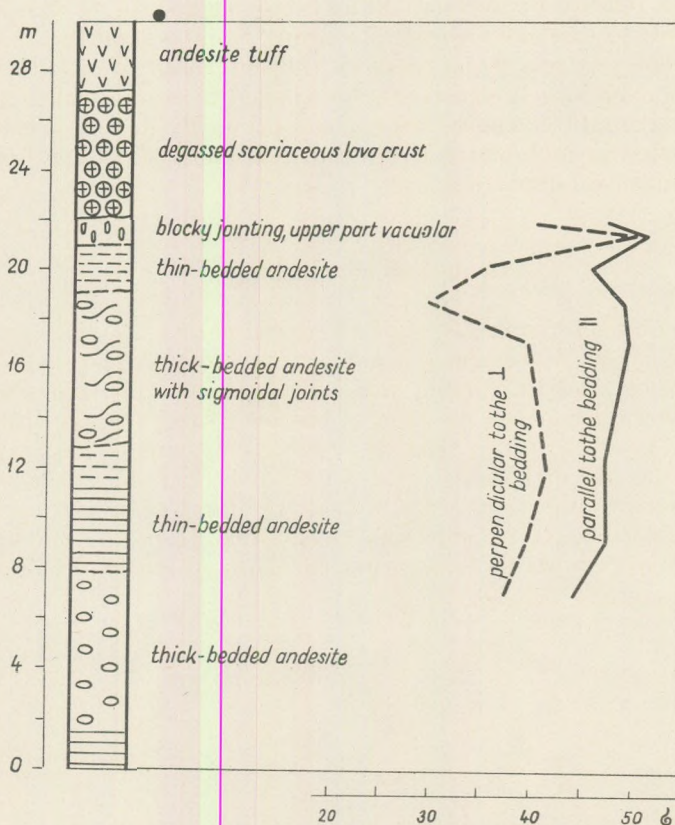 m
28
24
20
16
12
8
4
0
andesite tuff
degassed scoriaceous lava crust
blocky jointing, upper part vacuolar
thin-bedded andesite
thick-bedded andesite
with sigmoidal joints
thin-bedded andesite
thick-bedded andesite
perpen dicular to the ⊥
bedding
parallel to the bedding ||
20
30
40
50